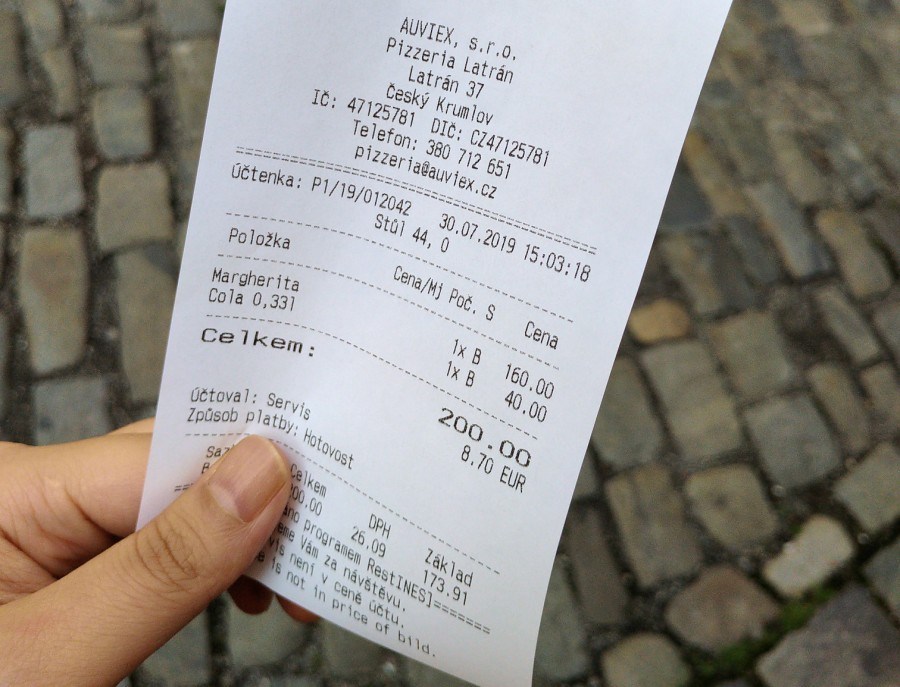 AUVIEX, s.r.o.
Pizzeria Latrán
Latrán 37
Český Krumlov
IČ: 47125781 DIČ: CZ47125781
Telefon: 380 712 651
pizzeria@auviex.cz
Účtenka: P1/19/012042 30.07.2019 15:03:18
Stůl 44, 0
Položka Cena/Mj Poč. S Cena
Margherita 1x B 160.00
Cola 0,33l 1x B 40.00
Celkem: 200.00
8.70 EUR
Účtoval: Servis
Způsob platby: Hotovost
Celkem DPH Základ
26.09 173.91
programem RestINES]
Vám za návštěvu.
není v ceně účtu.
is not in price of bild.